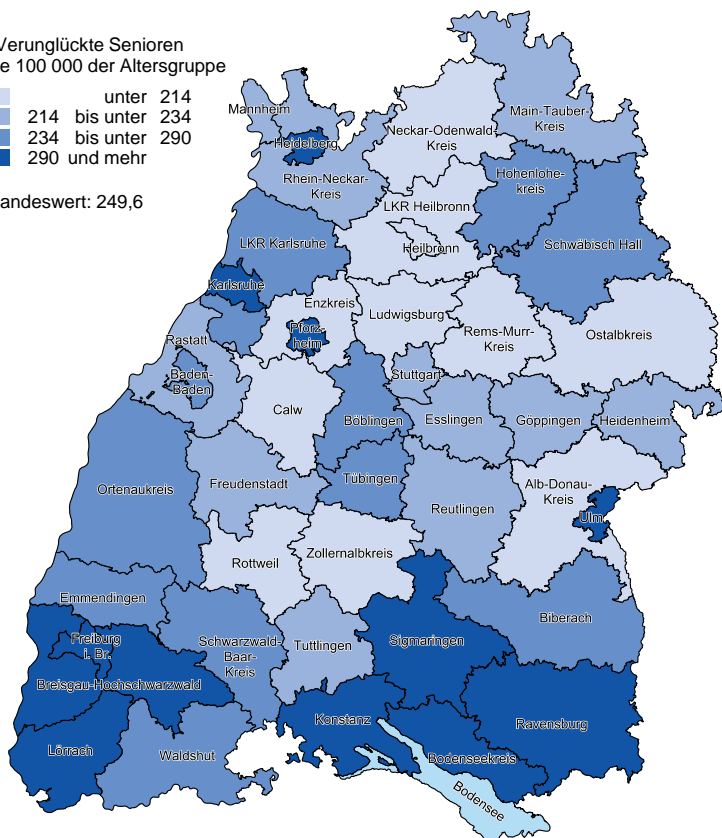 Verunglückte Senioren
e 100 000 der Altersgruppe
unter 214
214 bis unter 234
234 bis unter 290
290 und mehr
andeswert: 249,6
Mannheim
Main-Tauber-
Kreis
Neckar-Odenwald-
Kreis
Heidelberg
Rhein-Neckar-
Kreis
Hohenlohe-
kreis
LKR Heilbronn
LKR Karlsruhe
Heilbronn
Schwäbisch Hall
Karlsruhe
Enzkreis
Ludwigsburg
Pforz-
heim
Rems-Murr-
Kreis
Ostalbkreis
Rastatt
Baden-
Baden
Stuttgart
Calw
Böblingen
Esslingen
Göppingen
Heidenheim
Ortenaukreis
Freudenstadt
Tübingen
Reutlingen
Alb-Donau-
Kreis
Ulm
Rottweil
Zollernalbkreis
Emmendingen
Biberach
Freiburg
i. Br.
Schwarzwald-
Baar-
Kreis
Tuttlingen
Sigmaringen
Breisgau-Hochschwarzwald
Konstanz
Ravensburg
Lörrach
Waldshut
Bodenseekreis
Bodensee